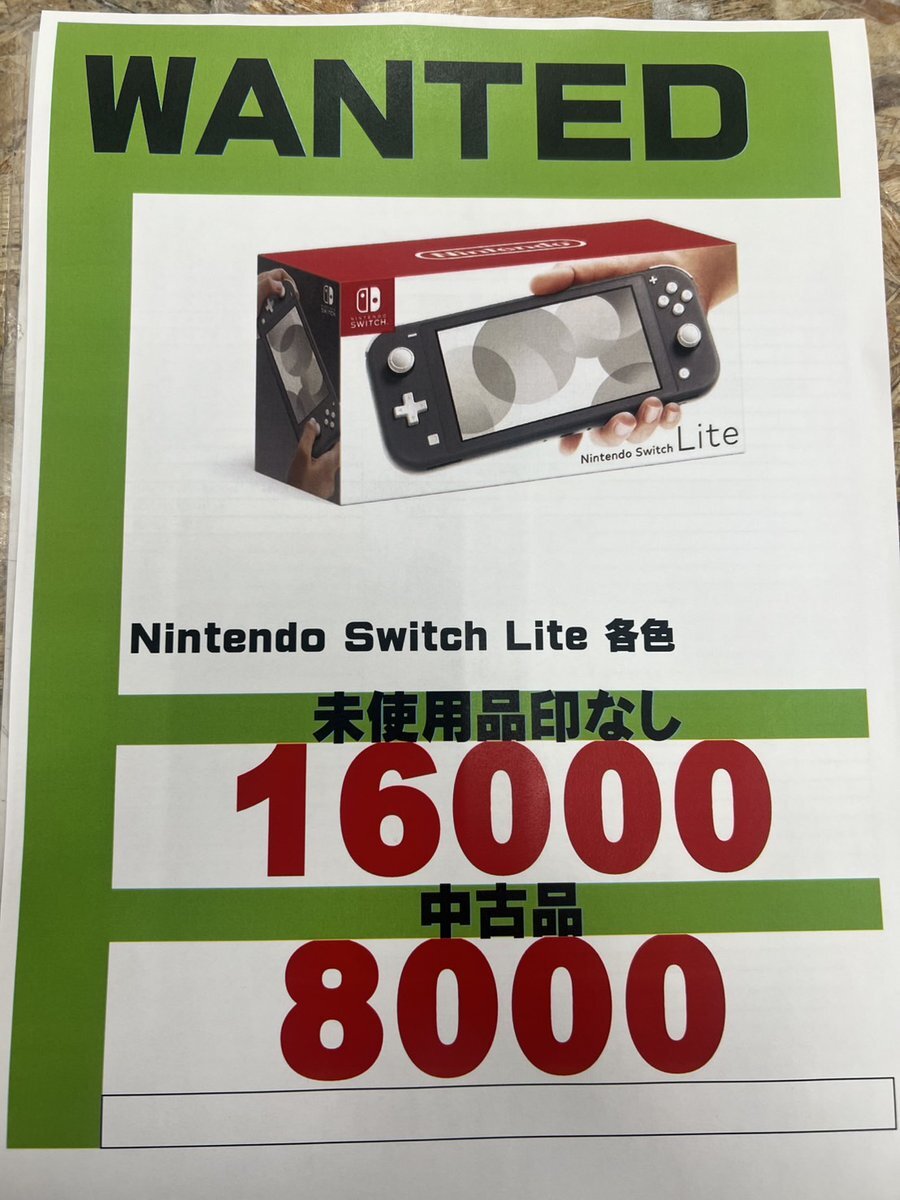 WANTED
Nintendo
NINTENDO
SWITCH
Nintendo Switch Lite
Nintendo Switch Lite 各色
未使用品印なし
16000
中古品
8000